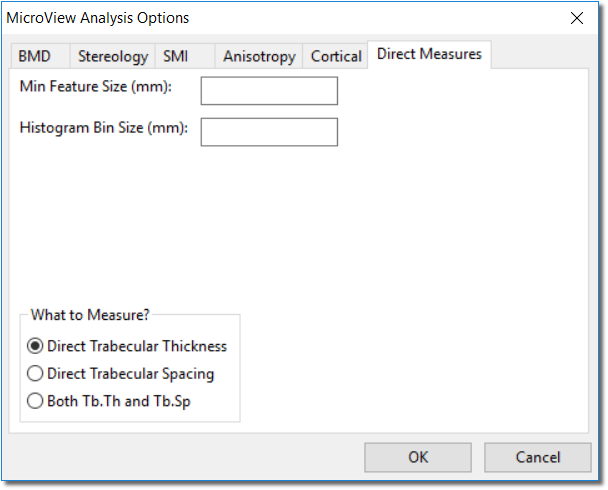 MicroView Analysis Options
BMD Stereology SMI Anisotropy Cortical Direct Measures
Min Feature Size (mm):
Histogram Bin Size (mm):
What to Measure?
Direct Trabecular Thickness
Direct Trabecular Spacing
Both Tb.Th and Tb.Sp
OK Cancel